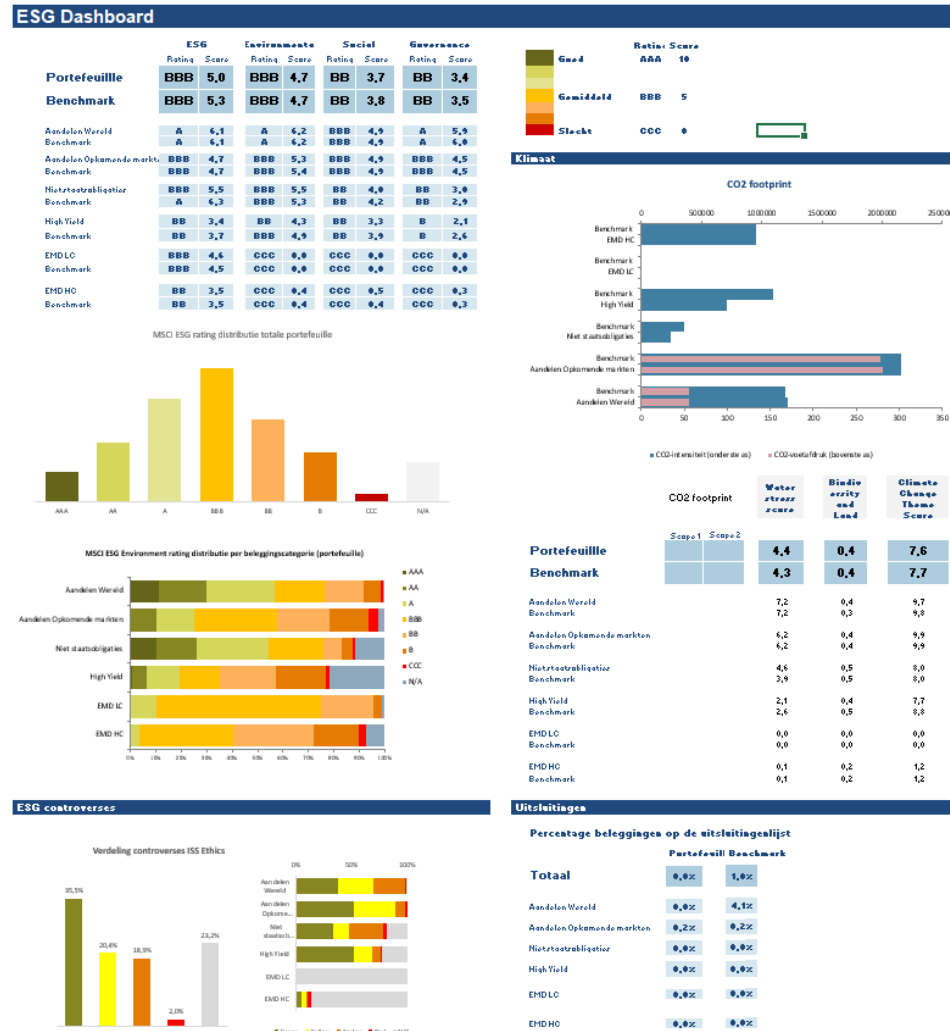 ESG Dashboard
ESG Environmente Social Governance
Rating Score Rating Score Rating Score Rating Score
Portefeuillle BBB 5,0 BBB 4,7 BB 3,7 BB 3,4
Benchmark BBB 5,3 BBB 4,7 BB 3,8 BB 3,5
Aandelen Wereld A 6,1 A 6,2 BBB 4,9 A 5,9
Benchmark A 6,1 A 6,2 BBB 4,9 A 6,0
Aandelen Opkomende markte BBB 4,7 BBB 5,3 BBB 4,9 BBB 4,5
Benchmark BBB 4,7 BBB 5,4 BBB 4,9 BBB 4,5
Nietstaatsobligaties BBB 5,5 BBB 5,5 BB 4,0 BB 3,0
Benchmark A 6,3 BBB 5,3 BB 4,2 BB 2,9
High Yield BB 3,4 BB 4,3 BB 3,3 B 2,1
Benchmark BB 3,7 BBB 4,9 BB 3,9 B 2,6
EMD LC BBB 4,6 CCC 0,0 CCC 0,0 CCC 0,0
Benchmark BBB 4,5 CCC 0,0 CCC 0,0 CCC 0,0
EMD HC BB 3,5 CCC 0,4 CCC 0,5 CCC 0,3
Benchmark BB 3,5 CCC 0,4 CCC 0,4 CCC 0,3
Rating Score
Goed AAA 10
Gemiddeld BBB 5
Slecht CCC 0
Klimaat
CO2 footprint
0 500000 1000000 1500000 2000000 25000
Benchmark
EMD HC
Benchmark
EMD LC
Benchmark
High Yield
Benchmark
Niet staatsobligaties
Benchmark
Aandelen Opkomende markten
Benchmark
Aandelen Wereld
0 50 100 150 200 250 300 350
CO2-intensiteit (onderste as) CO2-voetafdruk (bovenste as)
MSCI ESG rating distributie totale portefeuille
AAA AA A BBB BB B CCC N/A
MSCI ESG Environment rating distributie per beleggingscategorie (portefeuille)
Aandelen Wereld
Aandelen Opkomende markten
Niet staatsobligaties
High Yield
EMD LC
EMD HC
0% 10% 20% 30% 40% 50% 60% 70% 80% 90% 100%
AAA
AA
A
BBB
BB
B
CCC
N/A
CO2 footprint
Water stress score
Biodiversity and Land
Climate Change Theme Score
Scope 1 Scope 2
Portefeuillle 4,4 0,4 7,6
Benchmark 4,3 0,4 7,7
Aandelen Wereld 7,2 0,4 9,7
Benchmark 7,2 0,3 9,8
Aandelen Opkomende markten 6,2 0,4 9,9
Benchmark 6,2 0,4 9,9
Nietstaatsobligaties 4,6 0,5 8,0
Benchmark 3,9 0,5 8,0
High Yield 2,1 0,4 7,7
Benchmark 2,6 0,5 8,8
EMD LC 0,0 0,0 0,0
Benchmark 0,0 0,0 0,0
EMD HC 0,1 0,2 1,2
Benchmark 0,1 0,2 1,2
ESG controverses
Verdeling controverses ISS Ethics
35,5%
20,4%
18,9%
2,0%
23,2%
0% 50% 100%
Aandelen
Wereld
Aandelen
Opkome...
Niet
staatsob...
High Yield
EMD LC
EMD HC
Uitsluitingen
Percentage beleggingen op de uitsluitingenlijst
Portefeuill Benchmark
Totaal 0,0% 1,0%
Aandelen Wereld 0,0% 4,1%
Aandelen Opkomende markten 0,2% 0,2%
Nietstaatsobligaties 0,0% 0,0%
High Yield 0,0% 0,0%
EMD LC 0,0% 0,0%
EMD HC 0,0% 0,0%